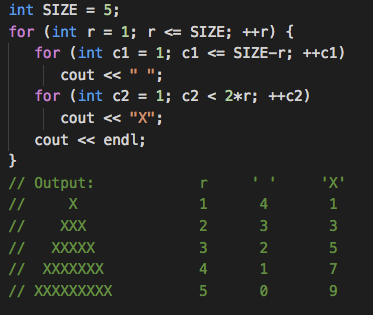 int SIZE = 5;
for (int r = 1; r <= SIZE; ++r) {
   for (int c1 = 1; c1 <= SIZE-r; ++c1)
      cout << " ";
   for (int c2 = 1; c2 < 2*r; ++c2)
      cout << "X";
   cout << endl;
}
// Output:             r     ' '     'X'
//     X               1      4       1
//    XXX              2      3       3
//   XXXXX             3      2       5
//  XXXXXXX            4      1       7
// XXXXXXXXX           5      0       9